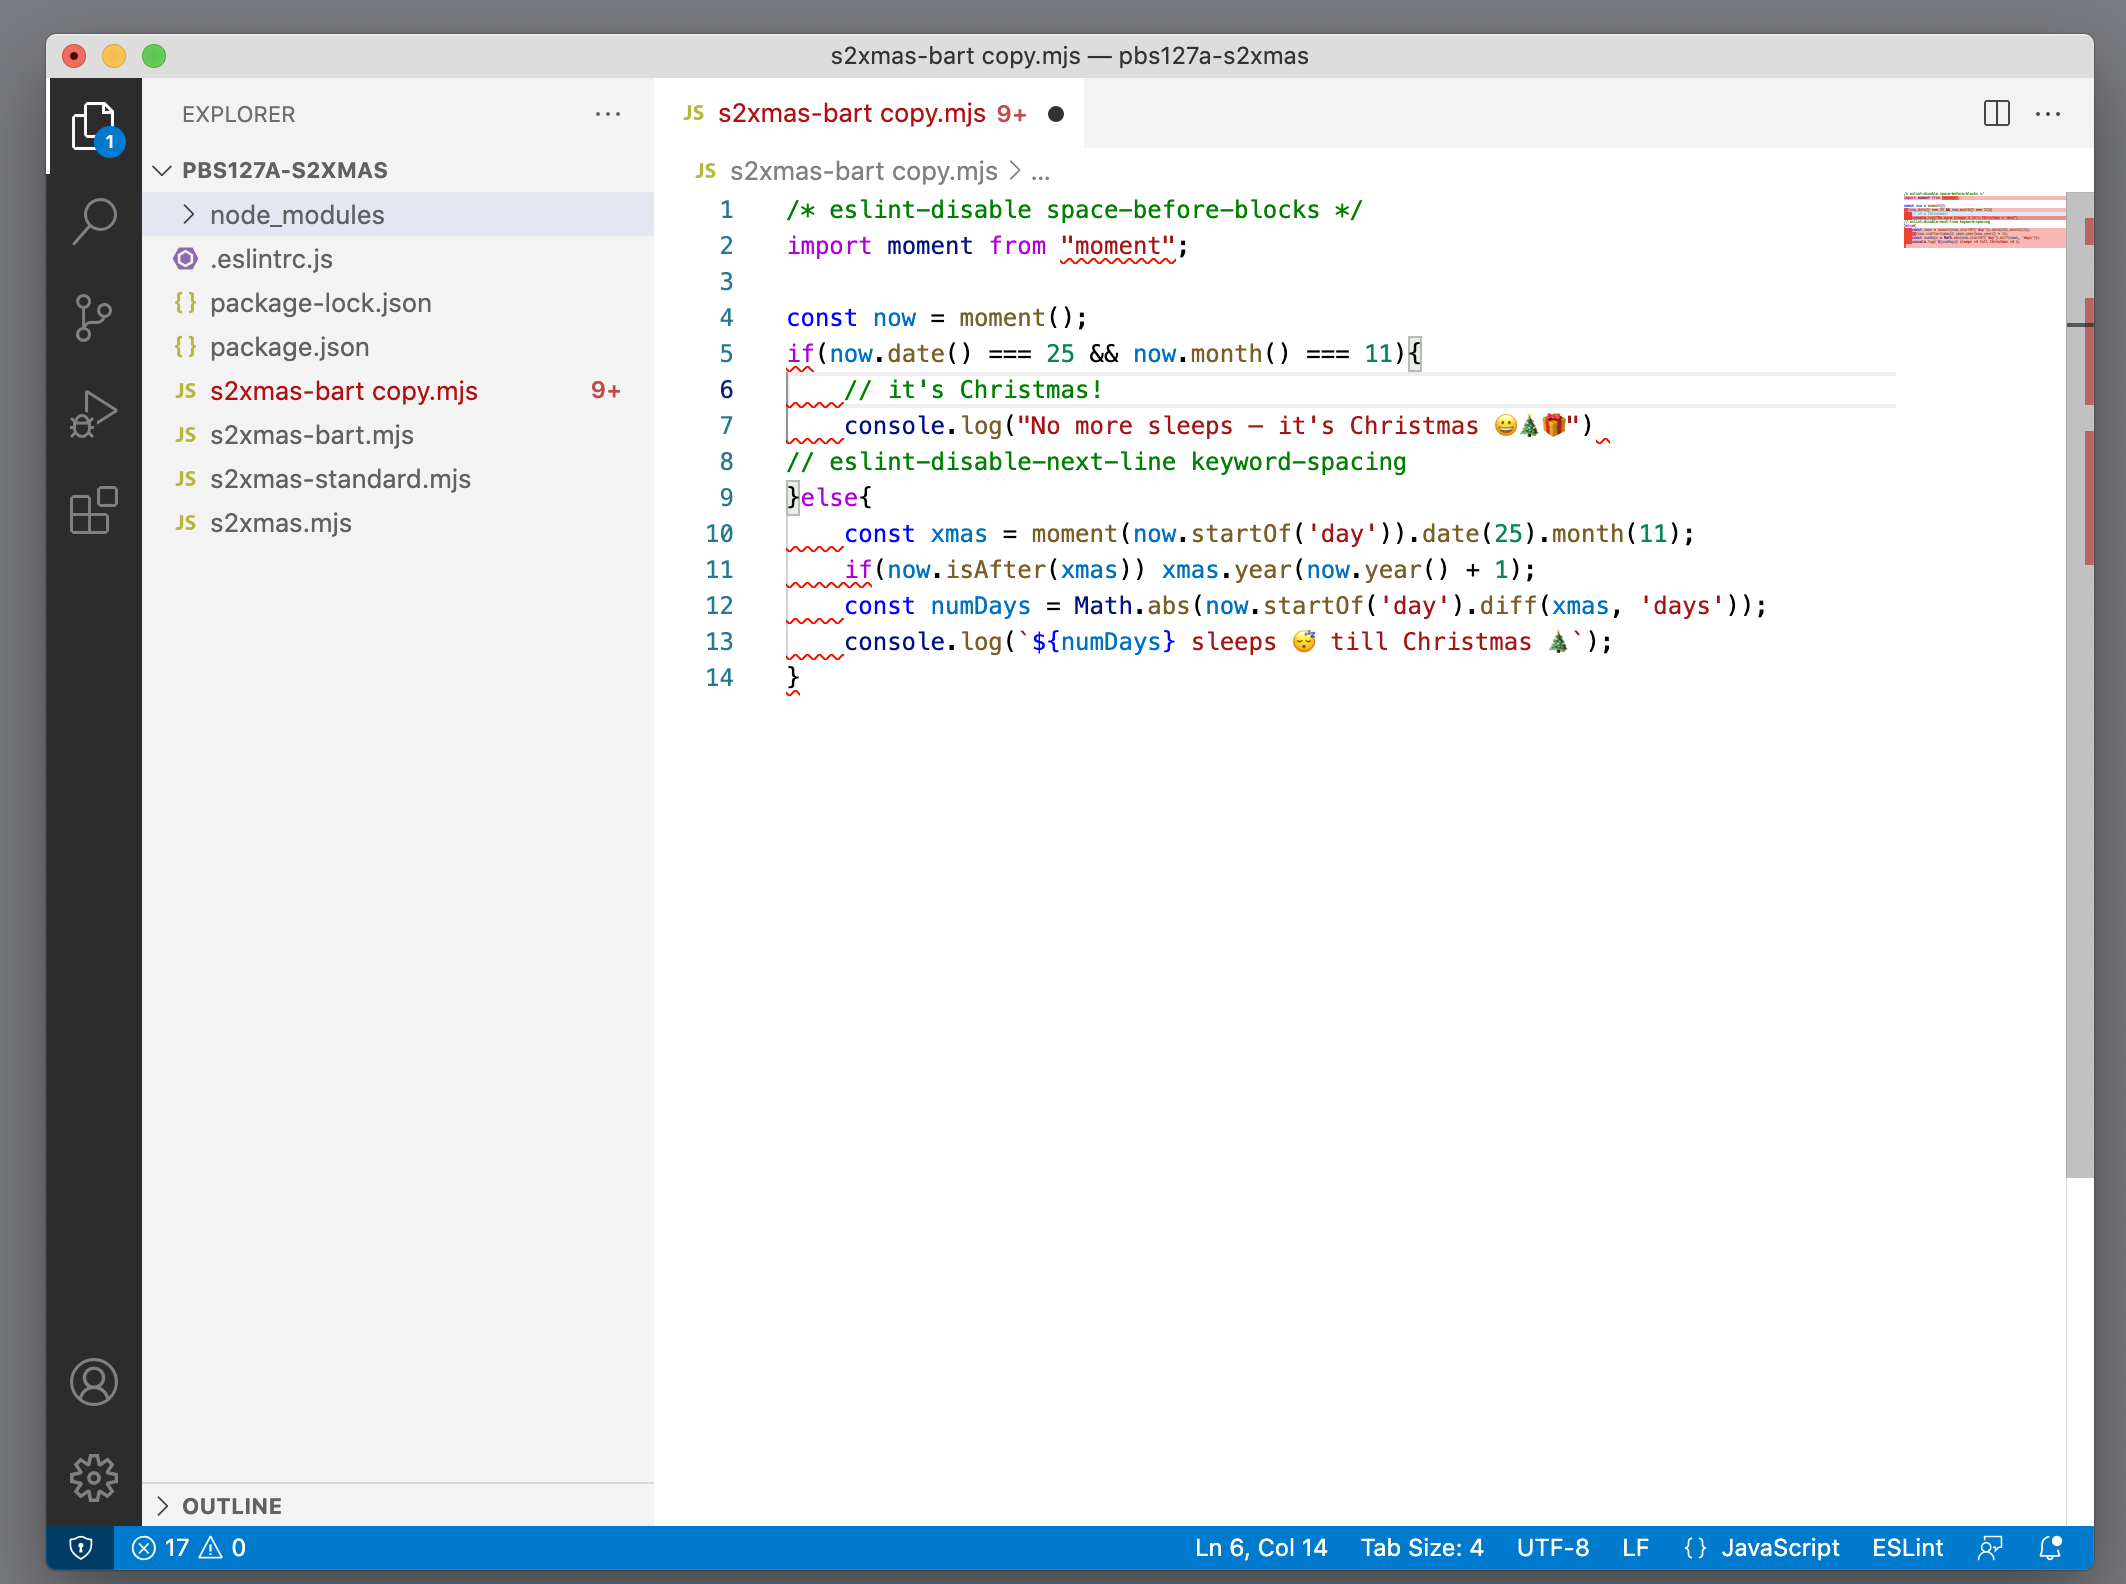 s2xmas-bart copy.mjs — pbs127a-s2xmas
1
EXPLORER
PBS127A-S2XMAS
node_modules
.eslintrc.js
{} package-lock.json
{} package.json
JS s2xmas-bart copy.mjs 9+
JS s2xmas-bart.mjs
JS s2xmas-standard.mjs
JS s2xmas.mjs
OUTLINE
JS s2xmas-bart copy.mjs 9+
JS s2xmas-bart copy.mjs > ...
1 /* eslint-disable space-before-blocks */
2 import moment from "moment";
3
4 const now = moment();
5 if(now.date() === 25 && now.month() === 11){
6     // it's Christmas!
7     console.log("No more sleeps — it's Christmas 😀🎄🎁")
8 // eslint-disable-next-line keyword-spacing
9 }else{
10     const xmas = moment(now.startOf('day')).date(25).month(11);
11     if(now.isAfter(xmas)) xmas.year(now.year() + 1);
12     const numDays = Math.abs(now.startOf('day').diff(xmas, 'days'));
13     console.log(`${numDays} sleeps 😴 till Christmas 🎄`);
14 }
17 0 Ln 6, Col 14 Tab Size: 4 UTF-8 LF {} JavaScript ESLint